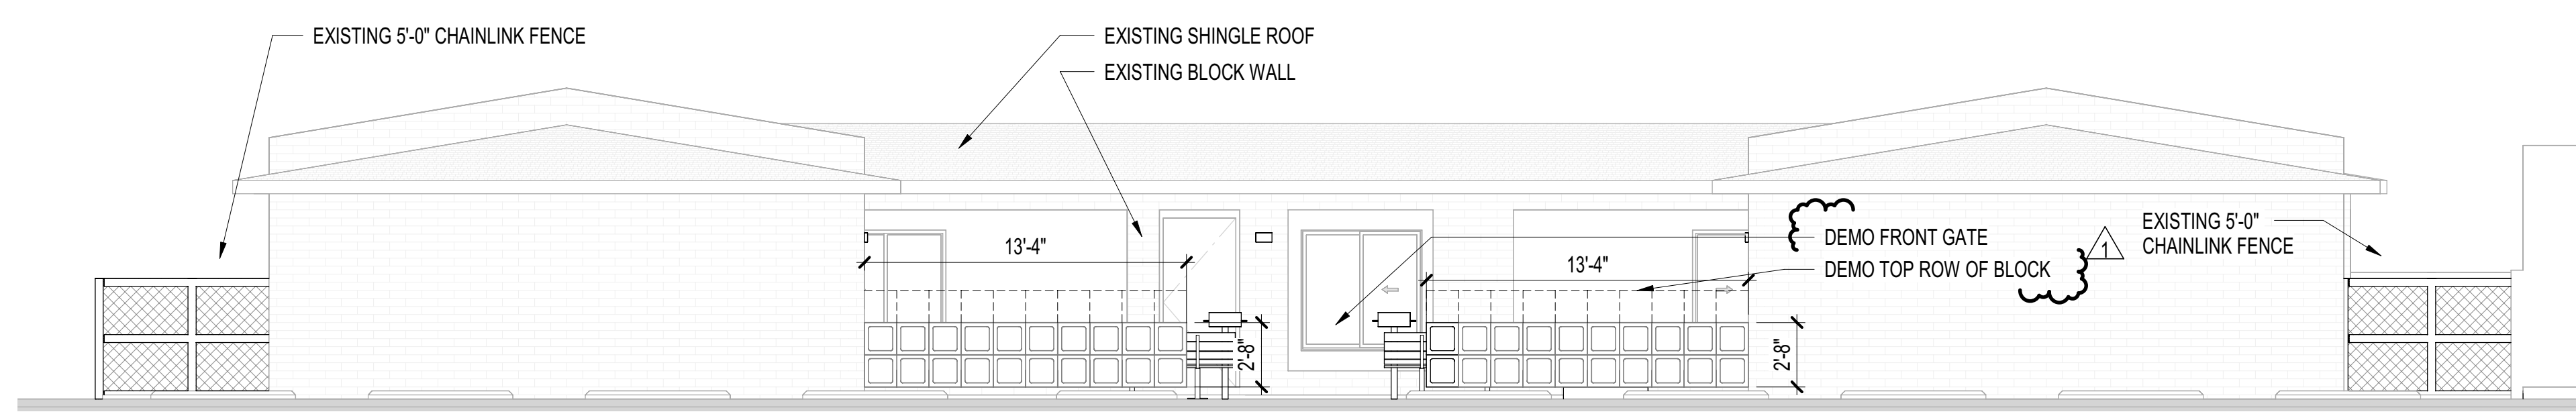 EXISTING 5'-0" CHAINLINK FENCE
EXISTING SHINGLE ROOF
EXISTING BLOCK WALL
13'-4"
2'-8"
13'-4"
2'-8"
DEMO FRONT GATE
DEMO TOP ROW OF BLOCK
1
EXISTING 5'-0"
CHAINLINK FENCE